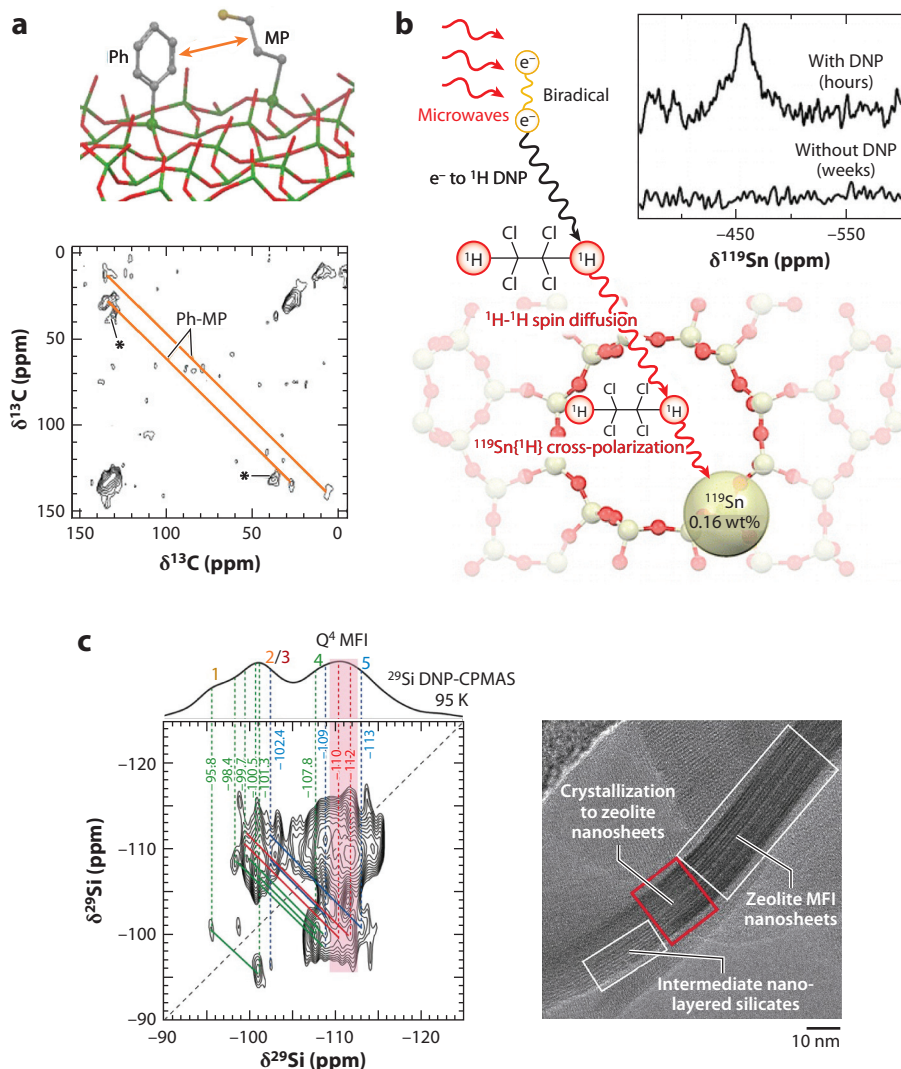 a
Ph
MP
0
50
100
150
δ¹³C (ppm)
Ph-MP
*
*
150
100
50
0
δ¹³C (ppm)
b
Microwaves
e⁻
e⁻
Biradical
e⁻ to ¹H DNP
With DNP
(hours)
Without DNP
(weeks)
−450
−550
δ¹¹⁹Sn (ppm)
Cl Cl
¹H ¹H
Cl Cl
¹H-¹H spin diffusion
Cl Cl
¹H ¹H
Cl Cl
¹¹⁹Sn{¹H} cross-polarization
¹¹⁹Sn
0.16 wt%
c
Q⁴ MFI
1
2/3
4
5
²⁹Si DNP-CPMAS
95 K
−95.8
−98.4
−99.7
−100.5
−101.3
−102.4
−107.8
−109
−110
−112
−113
−120
−110
−100
−90
δ²⁹Si (ppm)
−90
−100
−110
−120
δ²⁹Si (ppm)
Crystallization
to zeolite
nanosheets
Zeolite MFI
nanosheets
Intermediate nano-
layered silicates
10 nm